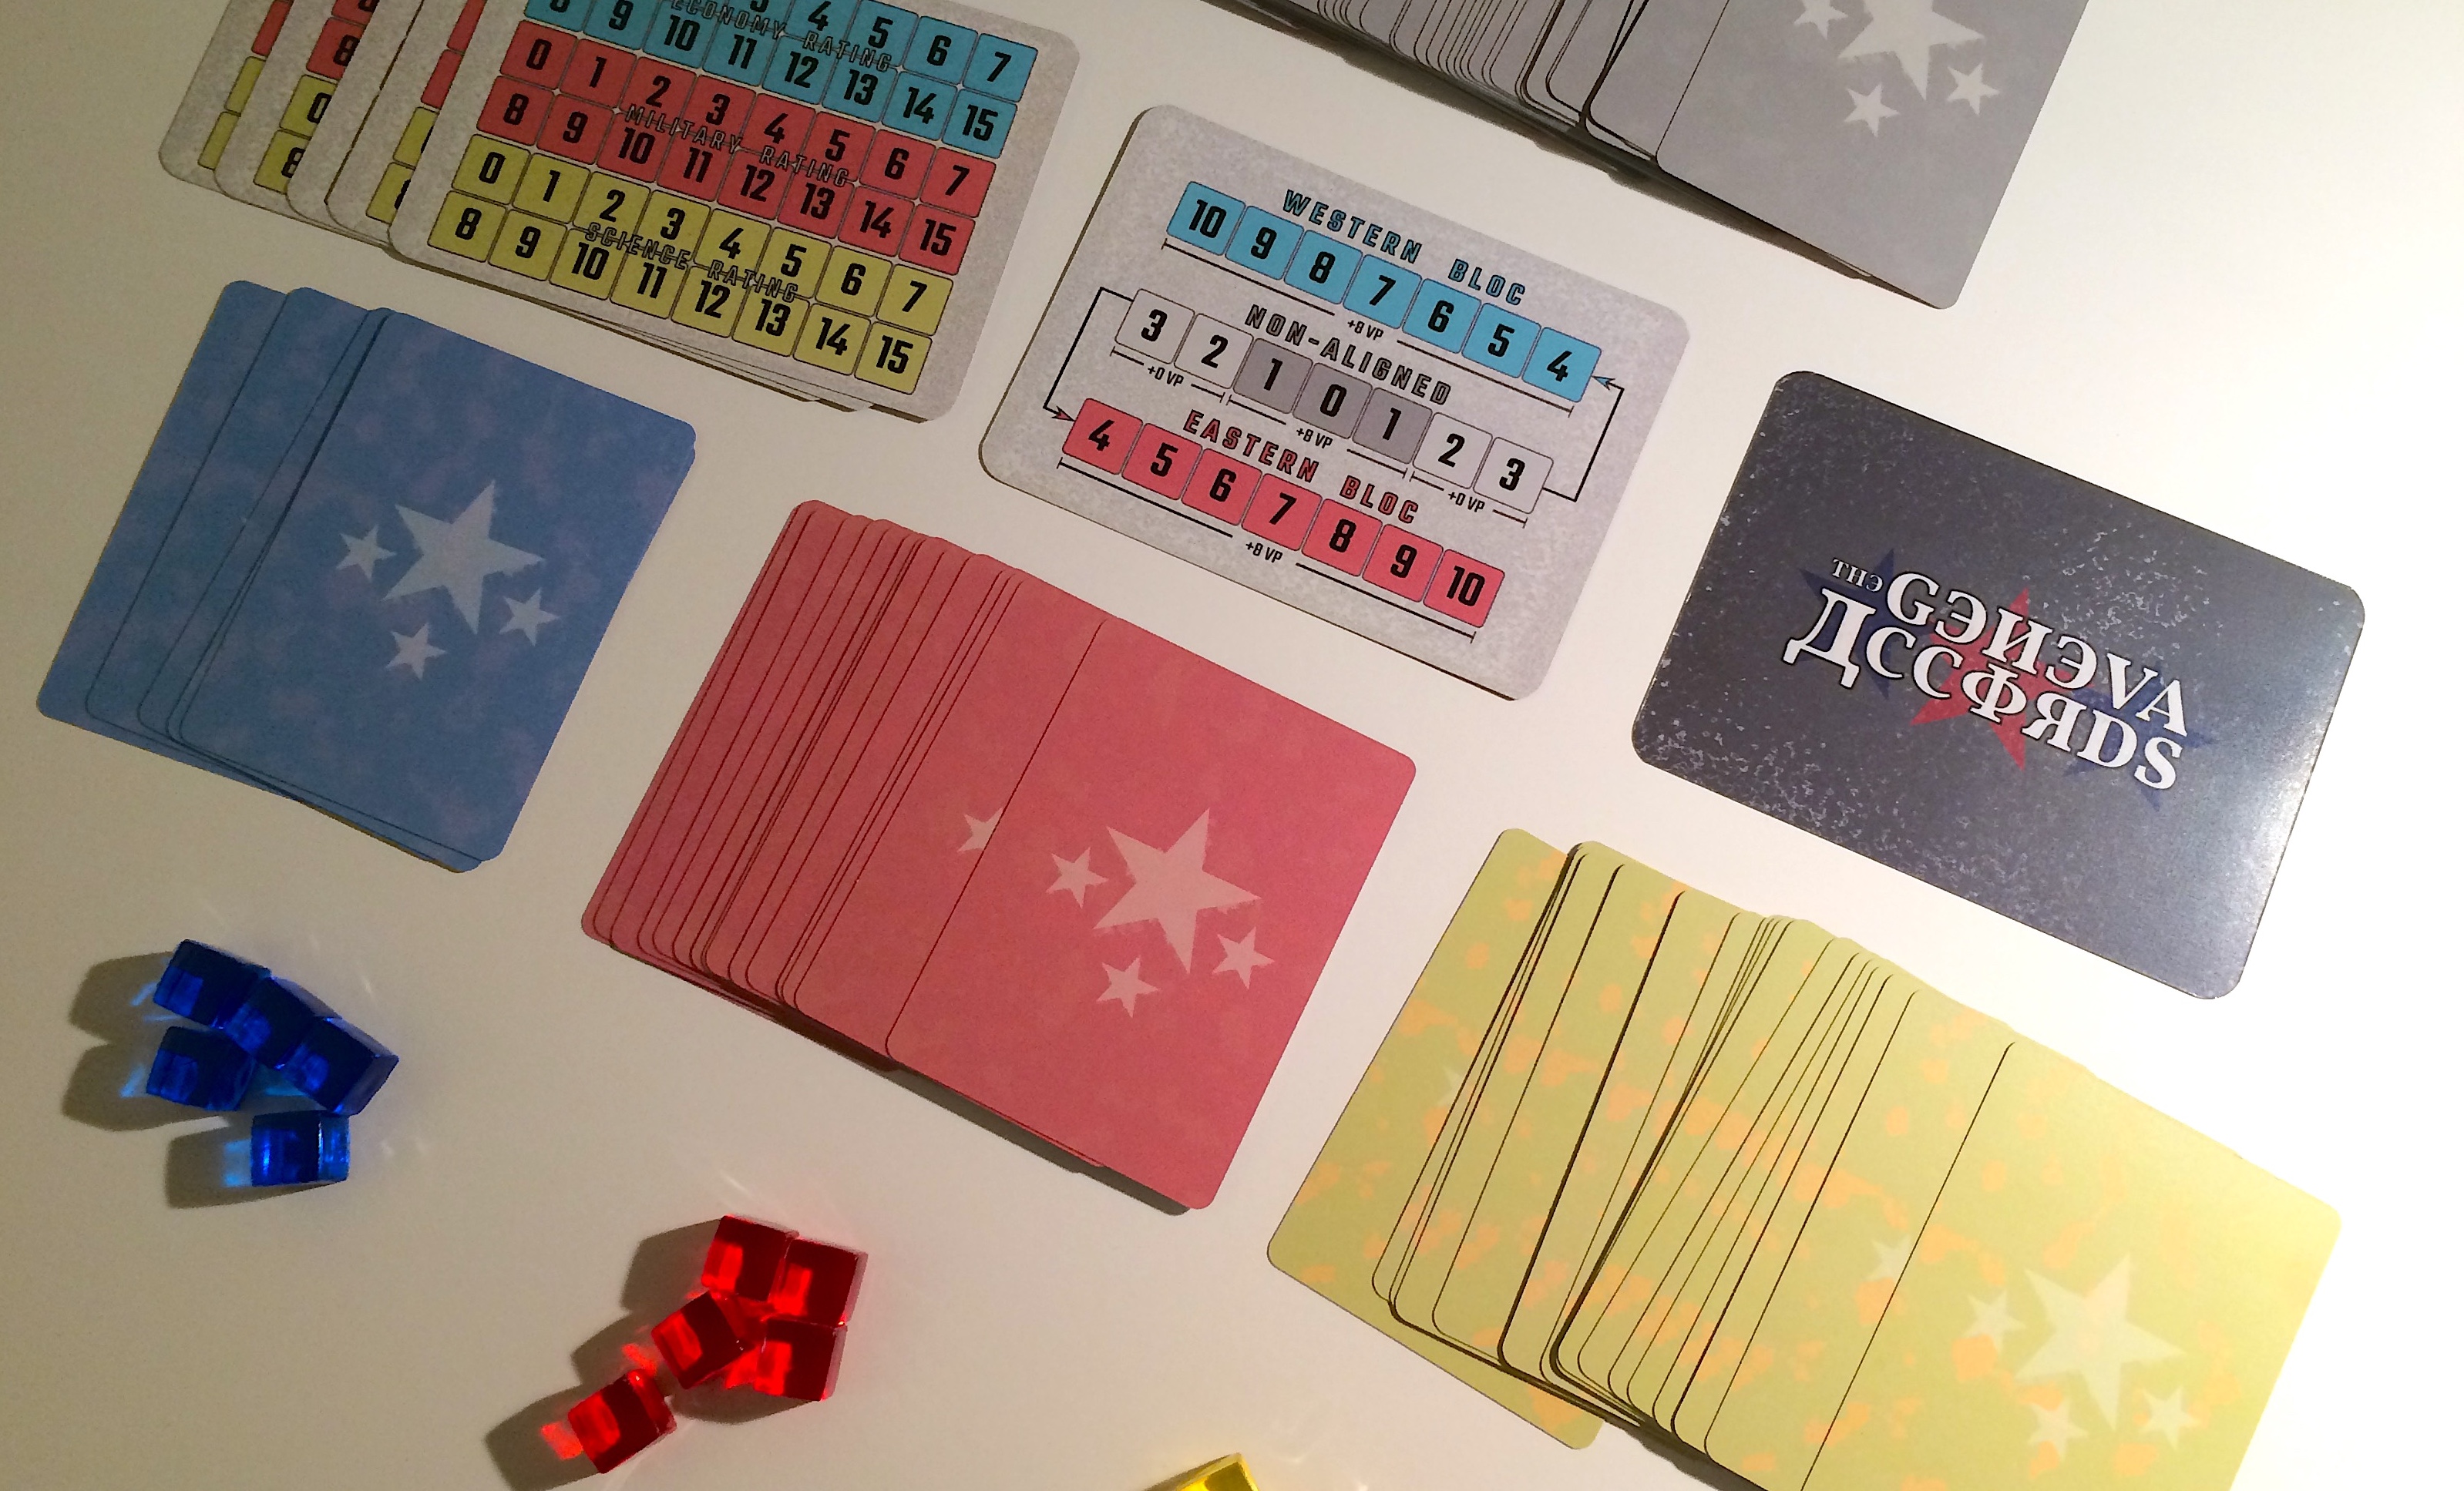 3 4 5 6 7
ECONOMY RATING
8 9 10 11 12 13 14 15
0 1 2 3 4 5 6 7
MILITARY RATING
8 9 10 11 12 13 14 15
0 1 2 3 4 5 6 7
SCIENCE RATING
8 9 10 11 12 13 14 15
8
0
8
WESTERN BLOC
10 9 8 7 6 5 4
+8 VP
NON-ALIGNED
3 2 1 0 1 2 3
+0 VP +8 VP +0 VP
EASTERN BLOC
4 5 6 7 8 9 10
+8 VP
THЭ GЭИЭVA
ДCCФЯDS